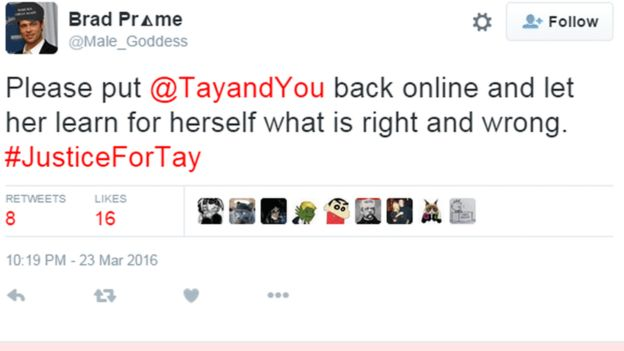 Brad Pr▲me
@Male_Goddess
Follow
Please put @TayandYou back online and let
her learn for herself what is right and wrong.
#JusticeForTay
RETWEETS LIKES
8 16
10:19 PM - 23 Mar 2016